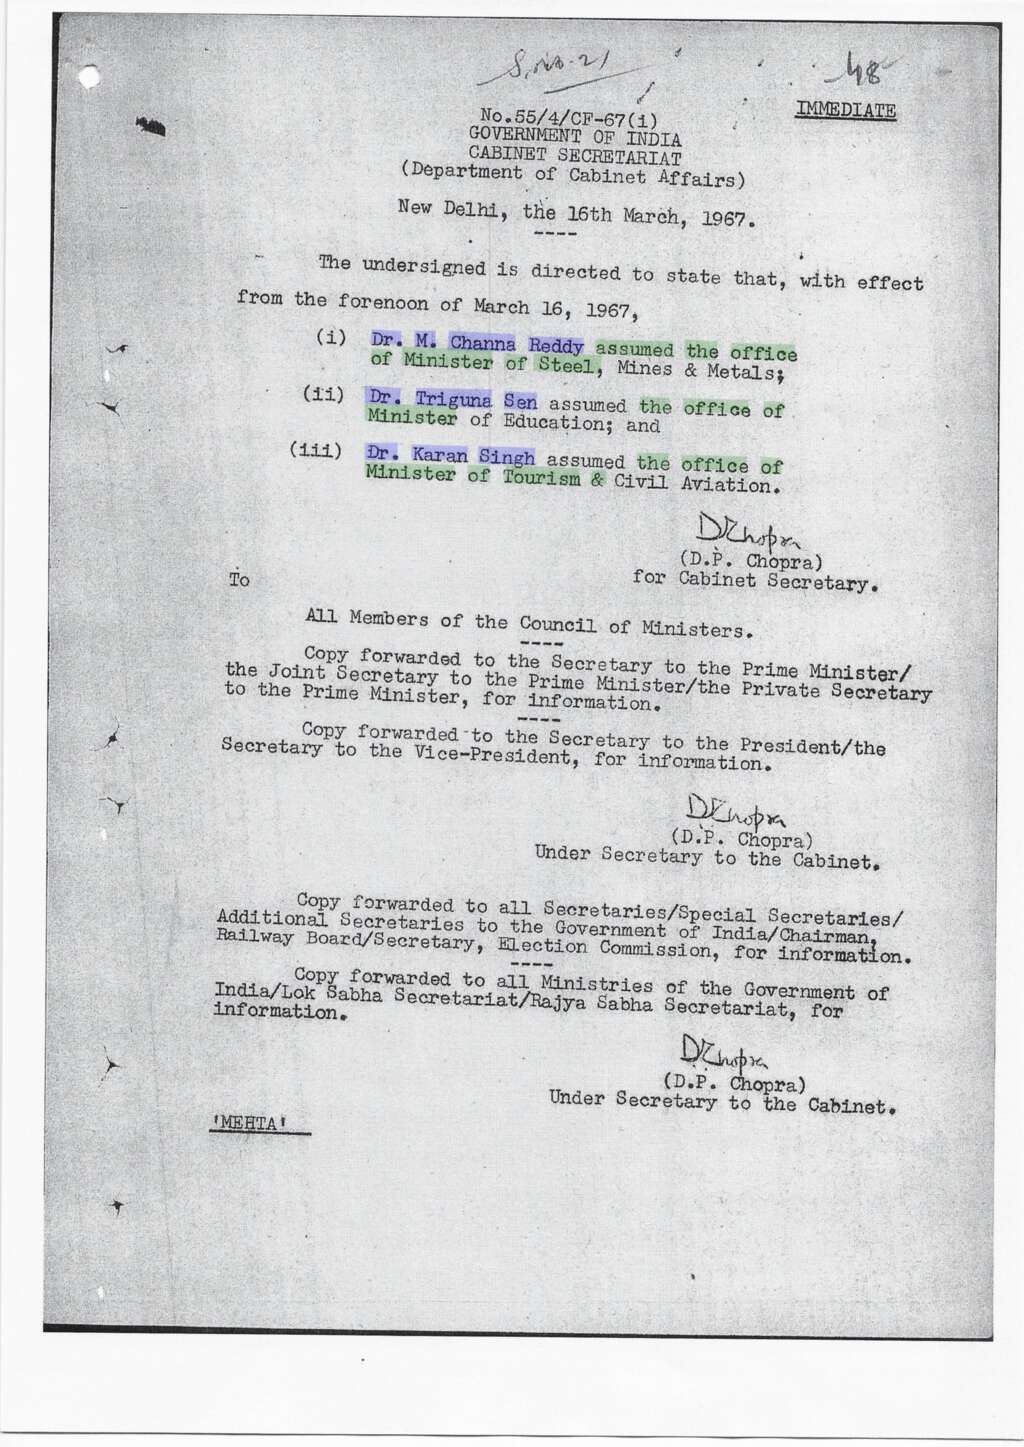 S. No. 21
48
IMMEDIATE
No.55/4/CF-67(i)
GOVERNMENT OF INDIA
CABINET SECRETARIAT
(Department of Cabinet Affairs)
New Delhi, the 16th March, 1967.
----
The undersigned is directed to state that, with effect
from the forenoon of March 16, 1967,
(i) Dr. M. Channa Reddy assumed the office
of Minister of Steel, Mines & Metals;
(ii) Dr. Triguna Sen assumed the office of
Minister of Education; and
(iii) Dr. Karan Singh assumed the office of
Minister of Tourism & Civil Aviation.
DPChopra
(D.P. Chopra)
for Cabinet Secretary.
To
All Members of the Council of Ministers.
----
Copy forwarded to the Secretary to the Prime Minister/
the Joint Secretary to the Prime Minister/the Private Secretary
to the Prime Minister, for information.
----
Copy forwarded to the Secretary to the President/the
Secretary to the Vice-President, for information.
DPChopra
(D.P. Chopra)
Under Secretary to the Cabinet.
Copy forwarded to all Secretaries/Special Secretaries/
Additional Secretaries to the Government of India/Chairman,
Railway Board/Secretary, Election Commission, for information.
----
Copy forwarded to all Ministries of the Government of
India/Lok Sabha Secretariat/Rajya Sabha Secretariat, for
information.
DPChopra
(D.P. Chopra)
Under Secretary to the Cabinet.
'MEHTA'